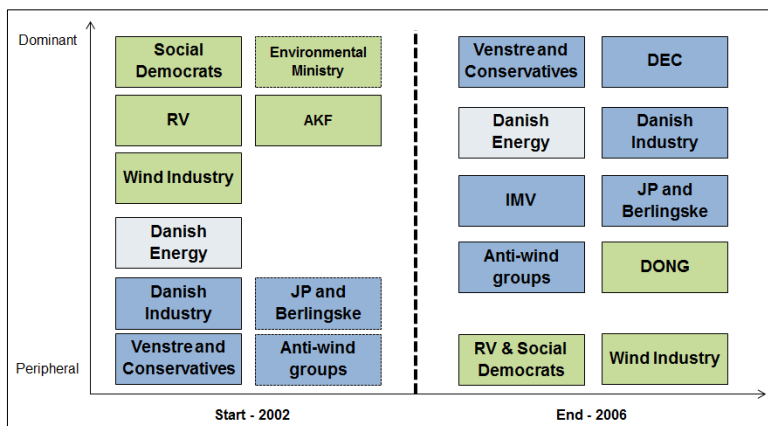 Dominant
Social
Democrats
Environmental
Ministry
Venstre and
Conservatives
DEC
RV
AKF
Danish
Energy
Danish
Industry
Wind Industry
IMV
JP and
Berlingske
Danish
Energy
Anti-wind
groups
DONG
Danish
Industry
JP and
Berlingske
Peripheral
Venstre and
Conservatives
Anti-wind
groups
RV & Social
Democrats
Wind Industry
Start - 2002
End - 2006